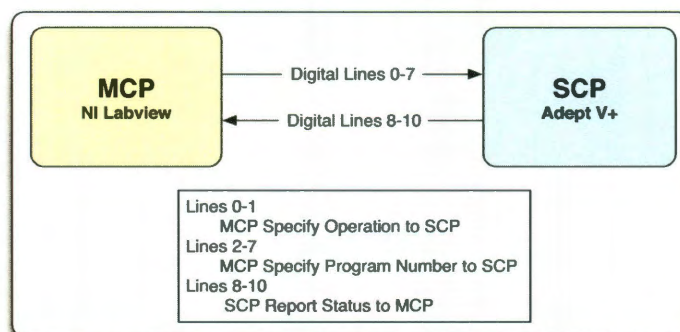 MCP
NI Labview
Digital Lines 0-7
Digital Lines 8-10
SCP
Adept V+
Lines 0-1
MCP Specify Operation to SCP
Lines 2-7
MCP Specify Program Number to SCP
Lines 8-10
SCP Report Status to MCP